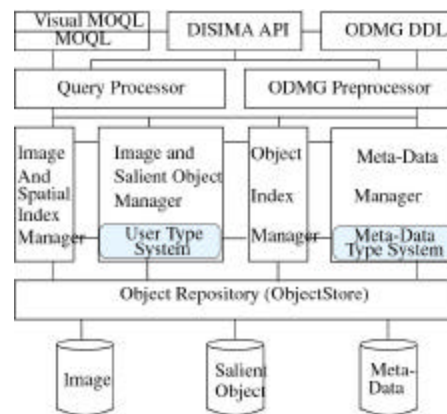 Visual MOQL
MOQL
DISIMA API
ODMG DDL
Query Processor
ODMG Preprocessor
Image
And
Spatial
Index
Manager
Image and
Salient Object
Manager
User Type
System
Object
Index
Manager
Meta-Data
Manager
Meta-Data
Type System
Object Repository (ObjectStore)
Image
Salient
Object
Meta-
Data